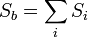 S_b = \sum_i S_i